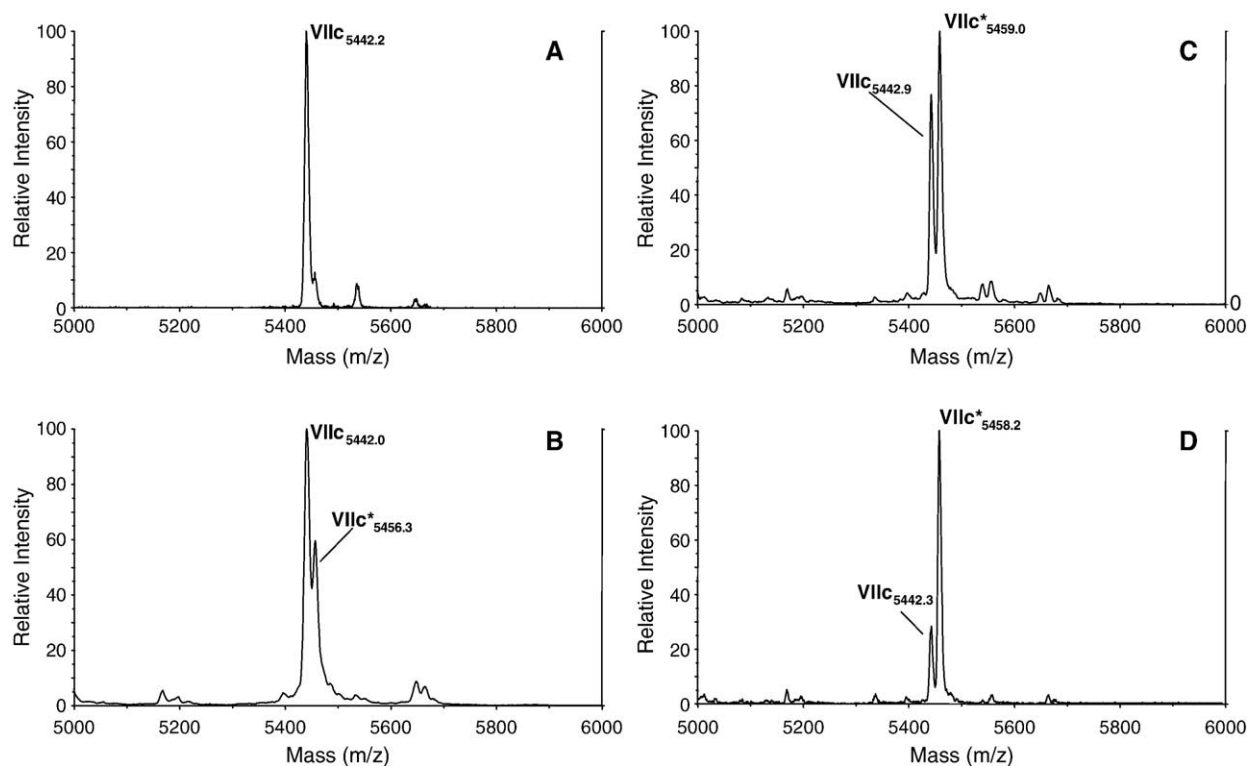 VIIc5442.2
A
100
80
60
40
20
0
Relative Intensity
5000 5200 5400 5600 5800 6000
Mass (m/z)
VIIc*5459.0
C
VIIc5442.9
100
80
60
40
20
0
0
Relative Intensity
5000 5200 5400 5600 5800 6000
Mass (m/z)
VIIc5442.0
B
VIIc*5456.3
100
80
60
40
20
0
Relative Intensity
5000 5200 5400 5600 5800 6000
Mass (m/z)
VIIc*5458.2
D
VIIc5442.3
100
80
60
40
20
0
Relative Intensity
5000 5200 5400 5600 5800 6000
Mass (m/z)